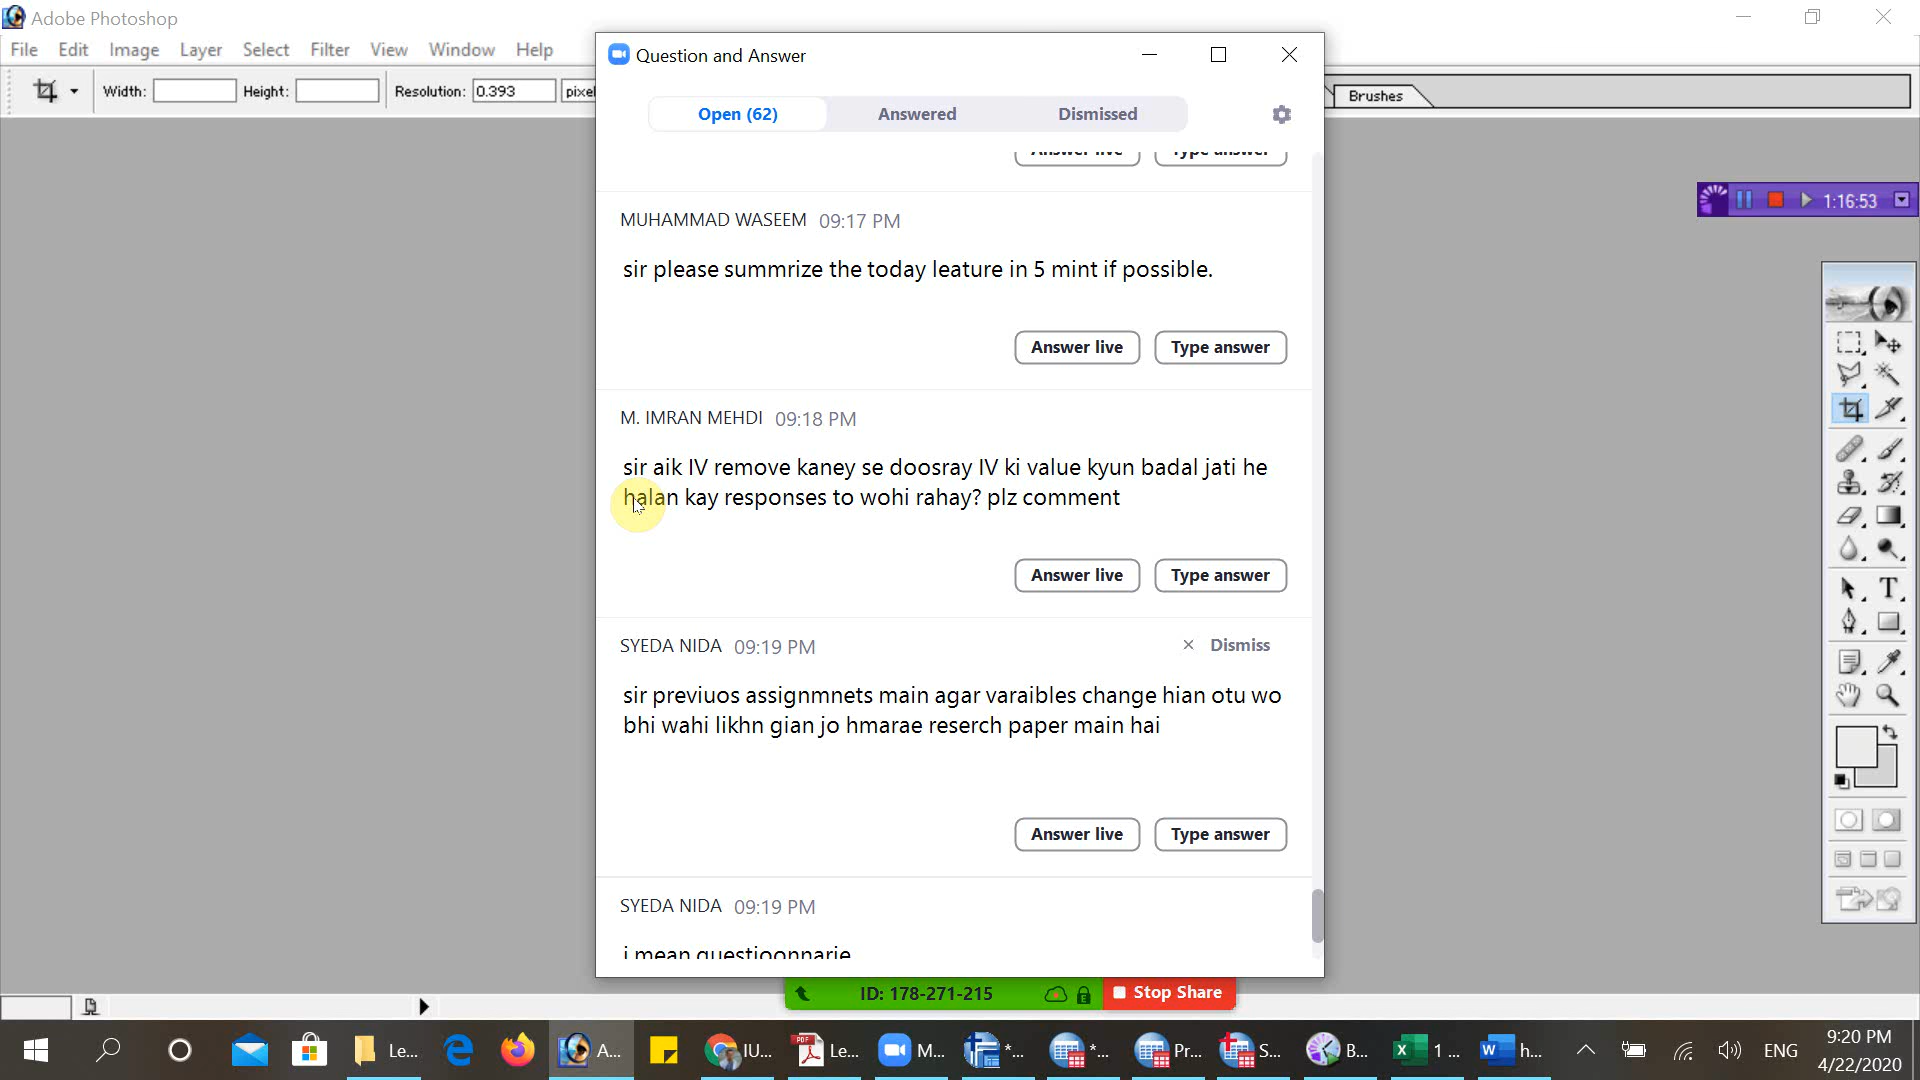 Adobe Photoshop
File Edit Image Layer Select Filter View Window Help
Width: Height: Resolution: 0.393 pixel
Brushes
Question and Answer
Open (62) Answered Dismissed
Answer live Type answer
1:16:53
MUHAMMAD WASEEM 09:17 PM
sir please summrize the today leature in 5 mint if possible.
Answer live Type answer
M. IMRAN MEHDI 09:18 PM
sir aik IV remove kaney se doosray IV ki value kyun badal jati he
halan kay responses to wohi rahay? plz comment
Answer live Type answer
SYEDA NIDA 09:19 PM × Dismiss
sir previuos assignmnets main agar varaibles change hian otu wo
bhi wahi likhn gian jo hmarae reserch paper main hai
Answer live Type answer
SYEDA NIDA 09:19 PM
i mean questioonnarie
ID: 178-271-215 Stop Share
Le... A... IU... Le... M... *... *... Pr... S... B... 1 ... h... ENG 9:20 PM
4/22/2020